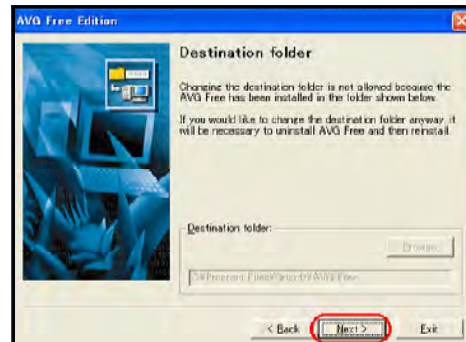 AVG Free Edition
Destination folder
Changing the destination folder is not allowed because the
AVG Free has been installed in the folder shown below.
If you would like to change the destination folder anyway, it
will be necessary to uninstall AVG Free and then reinstall.
Destination folder:
Browse...
< Back
Next >
Exit